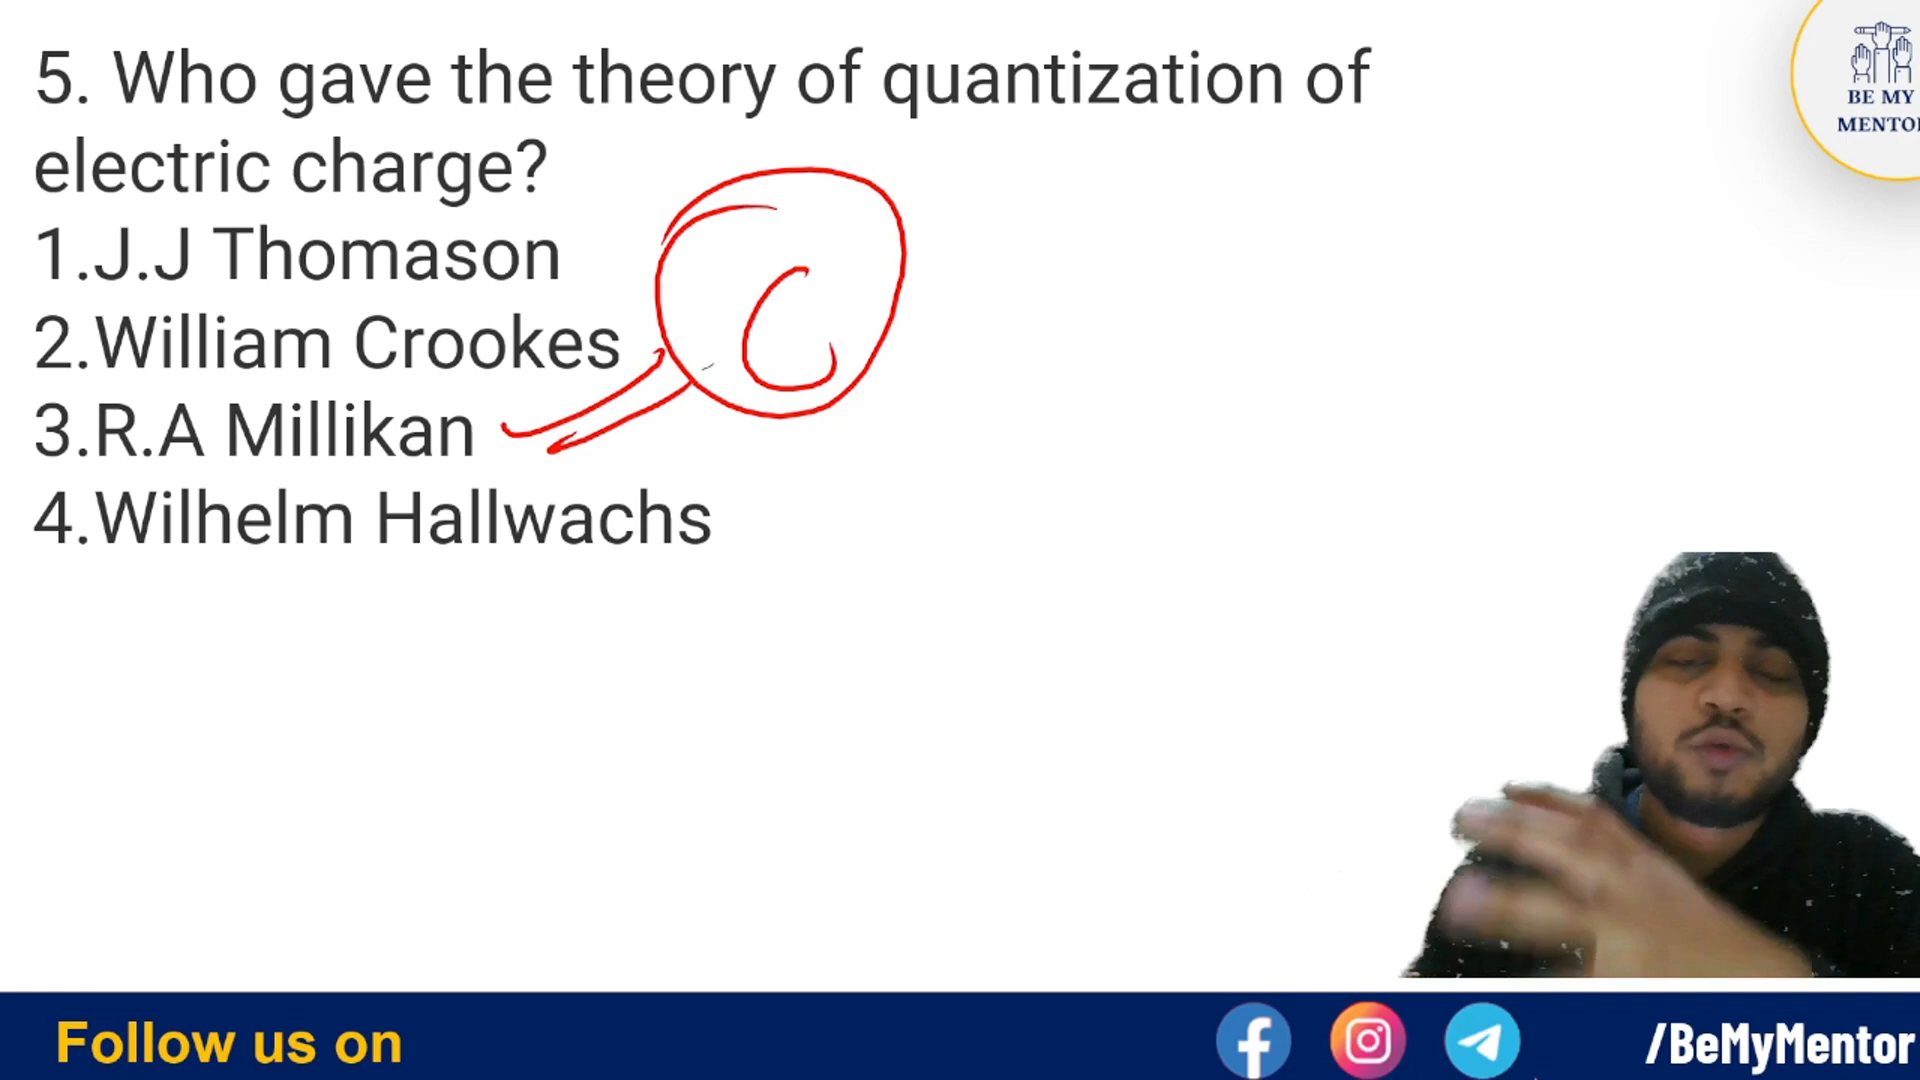 5. Who gave the theory of quantization of
electric charge?
1.J.J Thomason
2.William Crookes
3.R.A Millikan
4.Wilhelm Hallwachs
BE MY
Follow us on
/BeMyMentor